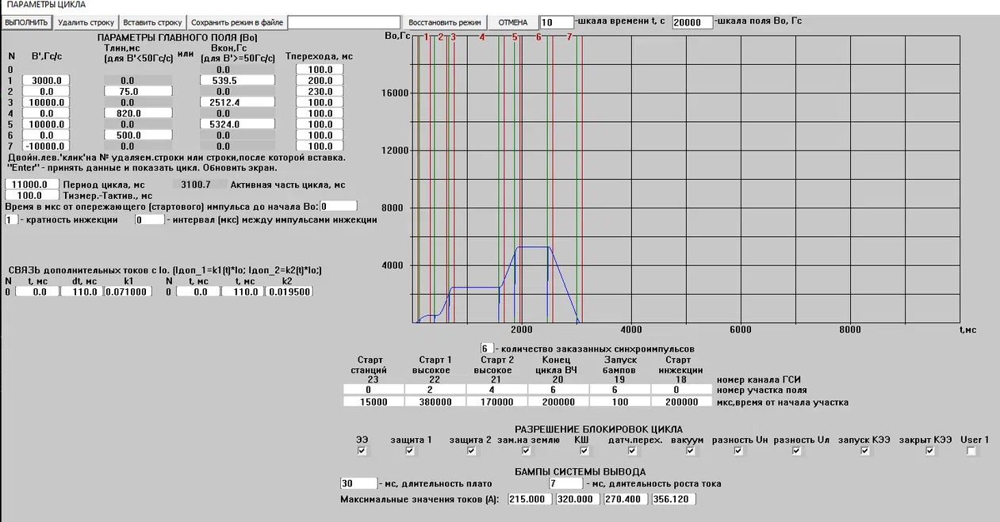 ПАРАМЕТРЫ ЦИКЛА
ВЫПОЛНИТЬ Удалить строку Вставить строку Сохранить режим в файле Восстановить режим ОТМЕНА 10 -шкала времени t, с 20000 -шкала поля Bo, Гс
ПАРАМЕТРЫ ГЛАВНОГО ПОЛЯ (Bo)
N B',Гс/с Tлин,мс (для B'<50Гс/с) или Bкон,Гс (для B'>=50Гс/с) Tперехода, мс
0 0.0 100.0
1 3000.0 0.0 539.5 200.0
2 0.0 75.0 0.0 230.0
3 10000.0 0.0 2512.4 100.0
4 0.0 820.0 0.0 100.0
5 10000.0 0.0 5324.0 100.0
6 0.0 500.0 0.0 100.0
7 -10000.0 0.0 0.0 100.0
Двойн.лев.'клик'на № удаляем.строки или строки,после которой вставка.
"Enter" - принять данные и показать цикл. Обновить экран.
11000.0 Период цикла, мс 3100.7 Активная часть цикла, мс
100.0 Tизмер.-Tактив., мс
Время в мкс от опережающего (стартового) импульса до начала Bo: 0
1 - кратность инжекции 0 - интервал (мкс) между импульсами инжекции
СВЯЗЬ дополнительных токов с Io. (Iдоп_1=k1(t)*Io; Iдоп_2=k2(t)*Io;)
N t, мс dt, мс k1 N t, мс t, мс k2
0 0.0 110.0 0.071000 0 0.0 110.0 0.019500
Bo,Гс 1 2 3 4 5 6 7
16000
12000
8000
4000
2000 4000 6000 8000 t,мс
6 - количество заказанных синхроимпульсов
Старт Старт 1 Старт 2 Конец Запуск Старт
станций высокое высокое цикла ВЧ бампов инжекции
23 22 21 20 19 18 номер канала ГСИ
0 2 4 6 6 0 номер участка поля
15000 380000 170000 200000 100 200000 мкс,время от начала участка
РАЗРЕШЕНИЕ БЛОКИРОВОК ЦИКЛА
ЭЭ защита 1 защита 2 зам.на землю КШ датч.перех. вакуум разность Uн разность Uл запуск КЭЭ закрыт КЭЭ User 1
БАМПЫ СИСТЕМЫ ВЫВОДА
30 - мс, длительность плато 7 - мс, длительность роста тока
Максимальные значения токов (А): 215.000 320.000 270.400 356.120